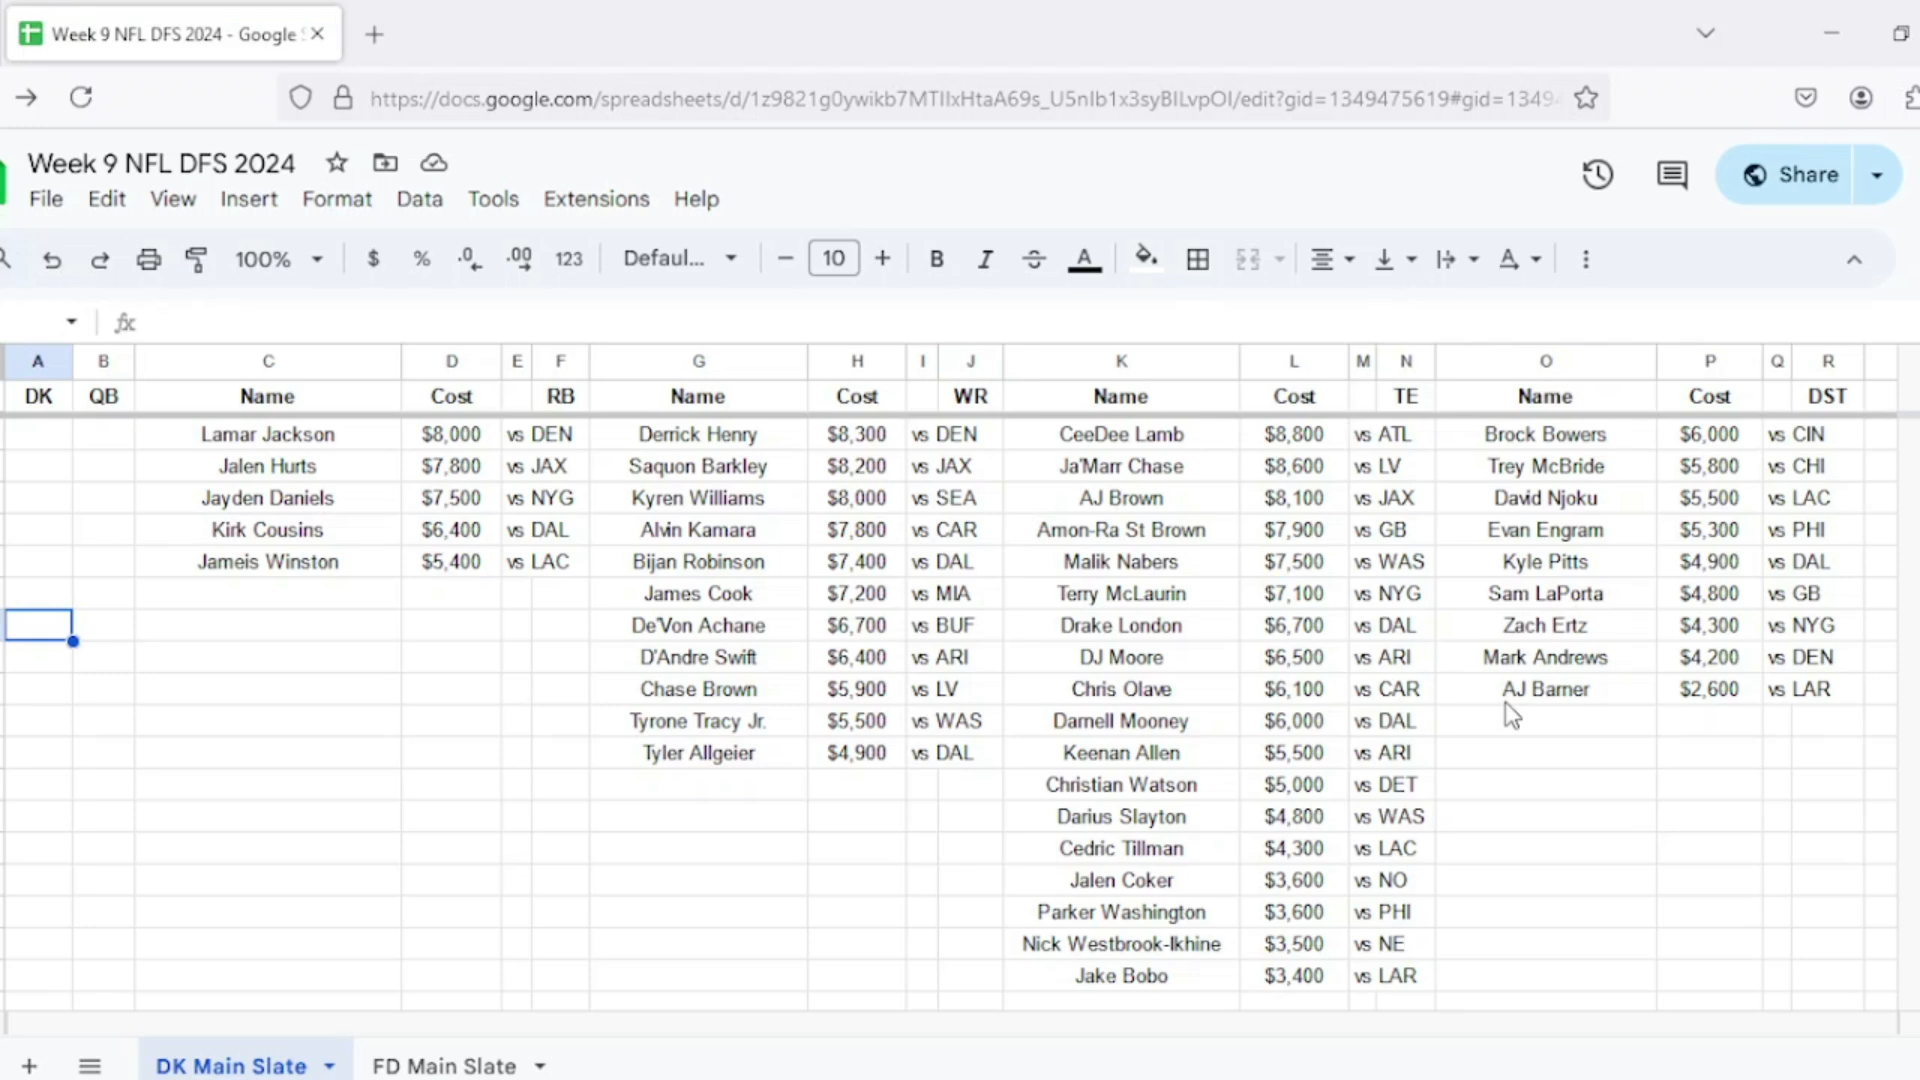 Week 9 NFL DFS 2024 - Google
https://docs.google.com/spreadsheets/d/1z9821g0ywikb7MTIIxHtaA69s_U5nIb1x3syBILvpOI/edit?gid=1349475619#gid=1349
Week 9 NFL DFS 2024
Share
File Edit View Insert Format Data Tools Extensions Help
100% $ % .0 .00 123 Defaul... − 10 + B I S A
fx
A B C D E F G H I J K L M N O P Q R
DK QB Name Cost RB Name Cost WR Name Cost TE Name Cost DST
Lamar Jackson $8,000 vs DEN Derrick Henry $8,300 vs DEN CeeDee Lamb $8,800 vs ATL Brock Bowers $6,000 vs CIN
Jalen Hurts $7,800 vs JAX Saquon Barkley $8,200 vs JAX Ja'Marr Chase $8,600 vs LV Trey McBride $5,800 vs CHI
Jayden Daniels $7,500 vs NYG Kyren Williams $8,000 vs SEA AJ Brown $8,100 vs JAX David Njoku $5,500 vs LAC
Kirk Cousins $6,400 vs DAL Alvin Kamara $7,800 vs CAR Amon-Ra St Brown $7,900 vs GB Evan Engram $5,300 vs PHI
Jameis Winston $5,400 vs LAC Bijan Robinson $7,400 vs DAL Malik Nabers $7,500 vs WAS Kyle Pitts $4,900 vs DAL
James Cook $7,200 vs MIA Terry McLaurin $7,100 vs NYG Sam LaPorta $4,800 vs GB
De'Von Achane $6,700 vs BUF Drake London $6,700 vs DAL Zach Ertz $4,300 vs NYG
D'Andre Swift $6,400 vs ARI DJ Moore $6,500 vs ARI Mark Andrews $4,200 vs DEN
Chase Brown $5,900 vs LV Chris Olave $6,100 vs CAR AJ Barner $2,600 vs LAR
Tyrone Tracy Jr. $5,500 vs WAS Darnell Mooney $6,000 vs DAL
Tyler Allgeier $4,900 vs DAL Keenan Allen $5,500 vs ARI
Christian Watson $5,000 vs DET
Darius Slayton $4,800 vs WAS
Cedric Tillman $4,300 vs LAC
Jalen Coker $3,600 vs NO
Parker Washington $3,600 vs PHI
Nick Westbrook-Ikhine $3,500 vs NE
Jake Bobo $3,400 vs LAR
DK Main Slate FD Main Slate